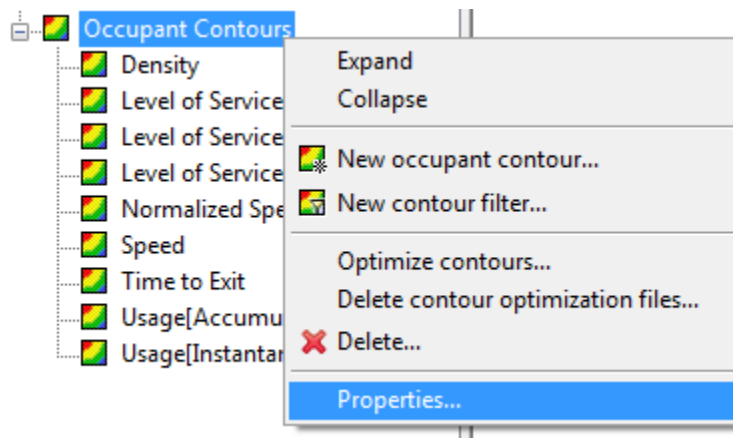 Occupant Contours
Density
Level of Service
Level of Service
Level of Service
Normalized Spe
Speed
Time to Exit
Usage[Accumu
Usage[Instantar
Expand
Collapse
New occupant contour...
New contour filter...
Optimize contours...
Delete contour optimization files...
Delete...
Properties...